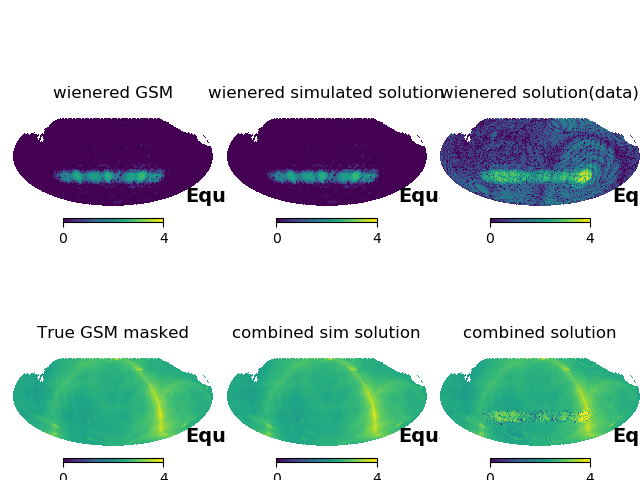 wienered GSM
wienered simulated solution
wienered solution(data)
Equ
Equ
Eq
0 4
0 4
0 4
True GSM masked
combined sim solution
combined solution
Equ
Equ
Eq
0 4
0 4
0 4